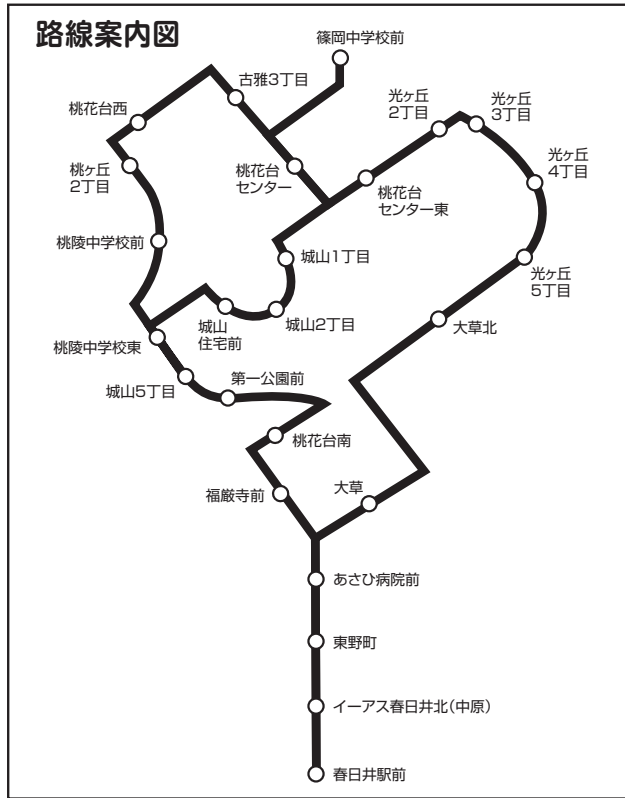 路線案内図
篠岡中学校前
古雅3丁目
光ヶ丘
2丁目
光ヶ丘
3丁目
桃花台西
光ヶ丘
4丁目
桃ヶ丘
2丁目
桃花台
センター
桃花台
センター東
桃陵中学校前
城山1丁目
光ヶ丘
5丁目
城山
住宅前
城山2丁目
大草北
桃陵中学校東
城山5丁目
第一公園前
桃花台南
福厳寺前
大草
あさひ病院前
東野町
イーアス春日井北(中原)
春日井駅前